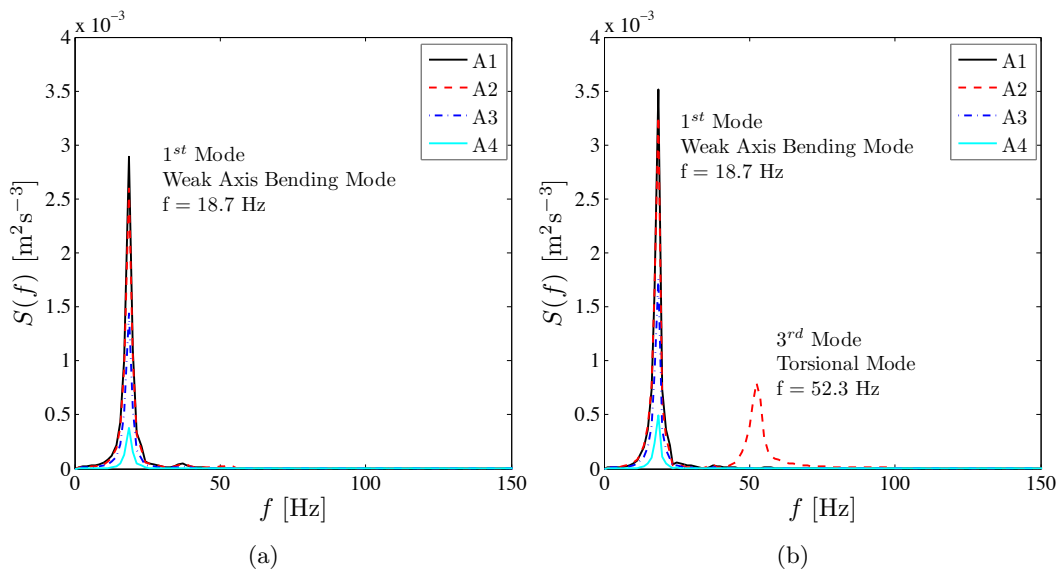 x 10⁻³
4
3.5
3
2.5
2
1.5
1
0.5
0
S(f) [m²s⁻³]
A1
A2
A3
A4
1ˢᵗ Mode
Weak Axis Bending Mode
f = 18.7 Hz
0
50
100
150
f [Hz]
(a)
x 10⁻³
4
3.5
3
2.5
2
1.5
1
0.5
0
S(f) [m²s⁻³]
A1
A2
A3
A4
1ˢᵗ Mode
Weak Axis Bending Mode
f = 18.7 Hz
3ʳᵈ Mode
Torsional Mode
f = 52.3 Hz
0
50
100
150
f [Hz]
(b)